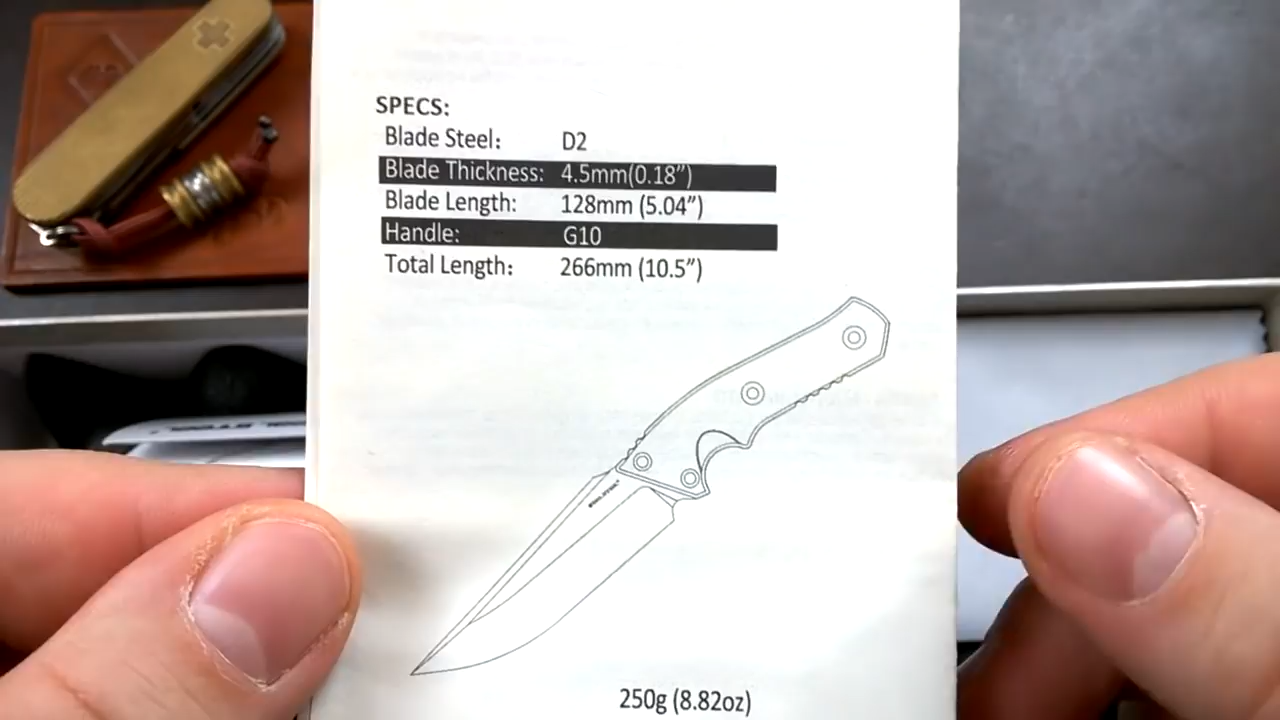 SPECS:
Blade Steel: D2
Blade Thickness: 4.5mm(0.18”)
Blade Length: 128mm (5.04”)
Handle: G10
Total Length: 266mm (10.5”)
250g (8.82oz)